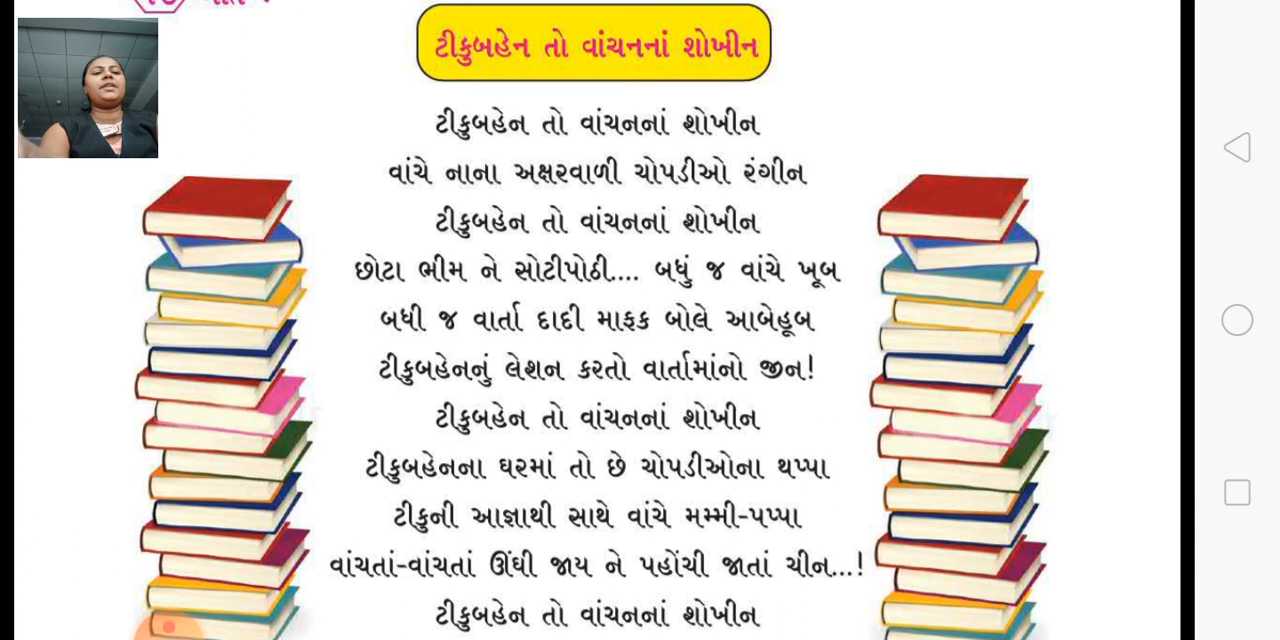 ટીકુબહેન તો વાંચનનાં શોખીન
ટીકુબહેન તો વાંચનનાં શોખીન
વાંચે નાના અક્ષરવાળી ચોપડીઓ રંગીન
ટીકુબહેન તો વાંચનનાં શોખીન
છોટા ભીમ ને સોટીપોઠી.... બધું જ વાંચે ખૂબ
બધી જ વાર્તા દાદી માફક બોલે આબેહૂબ
ટીકુબહેનનું લેશન કરતો વાર્તામાંનો જીન!
ટીકુબહેન તો વાંચનનાં શોખીન
ટીકુબહેનના ઘરમાં તો છે ચોપડીઓના થપ્પા
ટીકુની આજ્ઞાથી સાથે વાંચે મમ્મી-પપ્પા
વાંચતાં-વાંચતાં ઊંઘી જાય ને પહોંચી જાતાં ચીન...!
ટીકુબહેન તો વાંચનનાં શોખીન